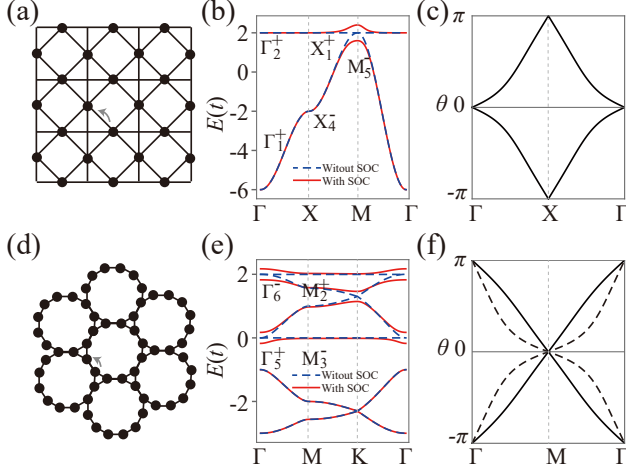 (a)
(b)
(c)
E(t)
2
0
-2
-4
-6
Γ₂⁺
X₁⁺
M₅⁻
Γ₁⁺
X₄⁻
Witout SOC
With SOC
Γ
X
M
Γ
π
θ 0
-π
Γ
X
Γ
(d)
(e)
(f)
E(t)
2
0
-2
Γ₆⁻
M₂⁺
Γ₅⁺
M₃⁻
Witout SOC
With SOC
Γ
M
K
Γ
π
θ 0
-π
Γ
M
Γ